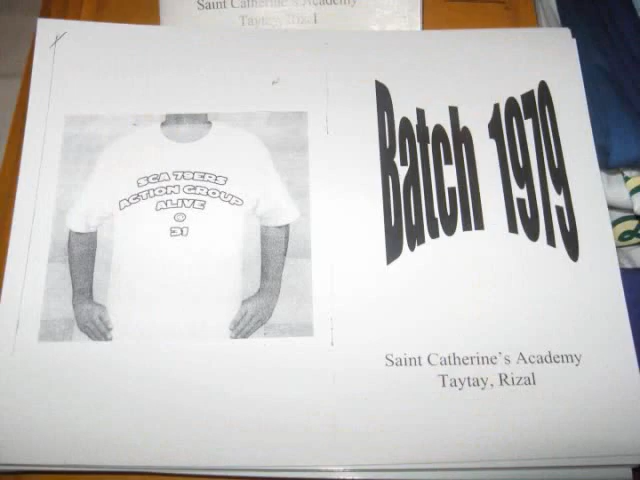 Saint Catherine's Academy
Taytay, Rizal
SCA 79ERS
ACTION GROUP
ALIVE
@
31
Batch 1979
Saint Catherine's Academy
Taytay, Rizal